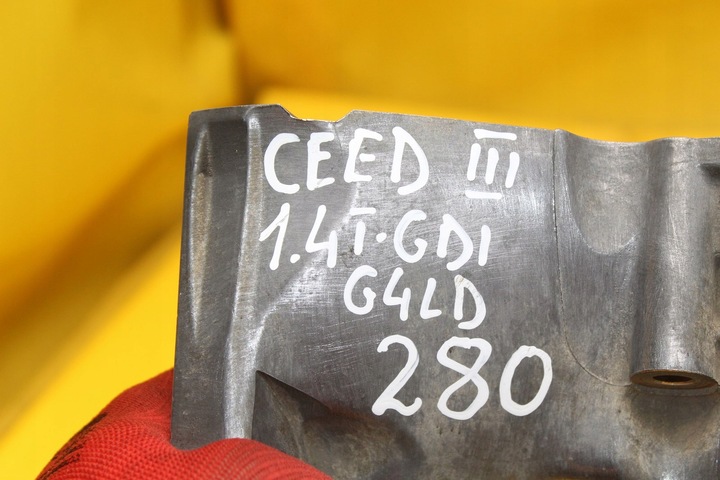 CEED III
1.4T-GDI
G4LD
280